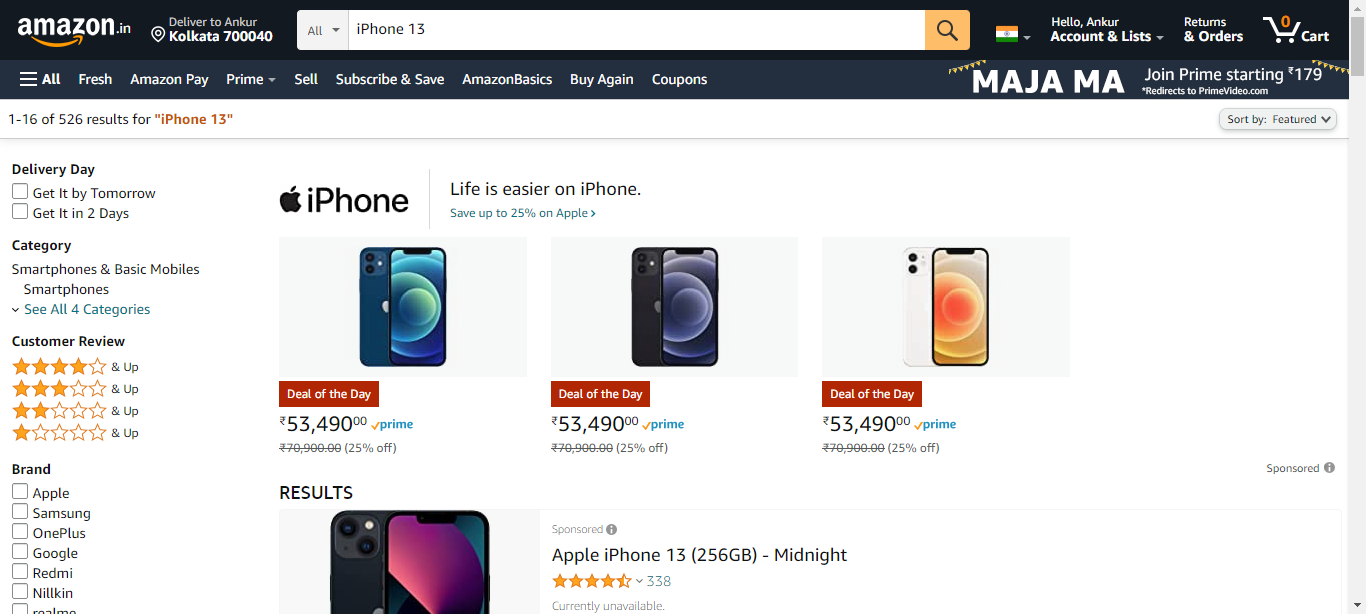 amazon.in
Deliver to Ankur
Kolkata 700040
All
iPhone 13
Hello, Ankur
Account & Lists
Returns
& Orders
0
Cart
All Fresh Amazon Pay Prime Sell Subscribe & Save AmazonBasics Buy Again Coupons
MAJA MA
Join Prime starting ₹179
*Redirects to PrimeVideo.com
1-16 of 526 results for "iPhone 13"
Sort by: Featured
Delivery Day
Get It by Tomorrow
Get It in 2 Days
Category
Smartphones & Basic Mobiles
Smartphones
See All 4 Categories
Customer Review
& Up
& Up
& Up
& Up
Brand
Apple
Samsung
OnePlus
Google
Redmi
Nillkin
realme
iPhone
Life is easier on iPhone.
Save up to 25% on Apple ›
Deal of the Day
₹53,49000 prime
₹70,900.00 (25% off)
Deal of the Day
₹53,49000 prime
₹70,900.00 (25% off)
Deal of the Day
₹53,49000 prime
₹70,900.00 (25% off)
Sponsored
RESULTS
Sponsored
Apple iPhone 13 (256GB) - Midnight
338
Currently unavailable.